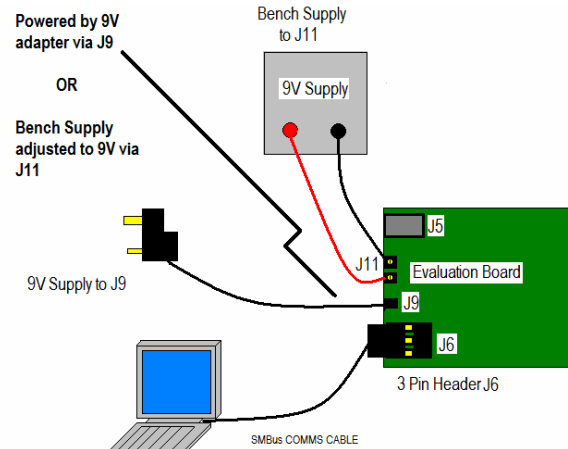 Powered by 9V
adapter via J9
OR
Bench Supply
adjusted to 9V via
J11
Bench Supply
to J11
9V Supply
J5
J11
Evaluation Board
9V Supply to J9
J9
J6
3 Pin Header J6
SMBus COMMS CABLE